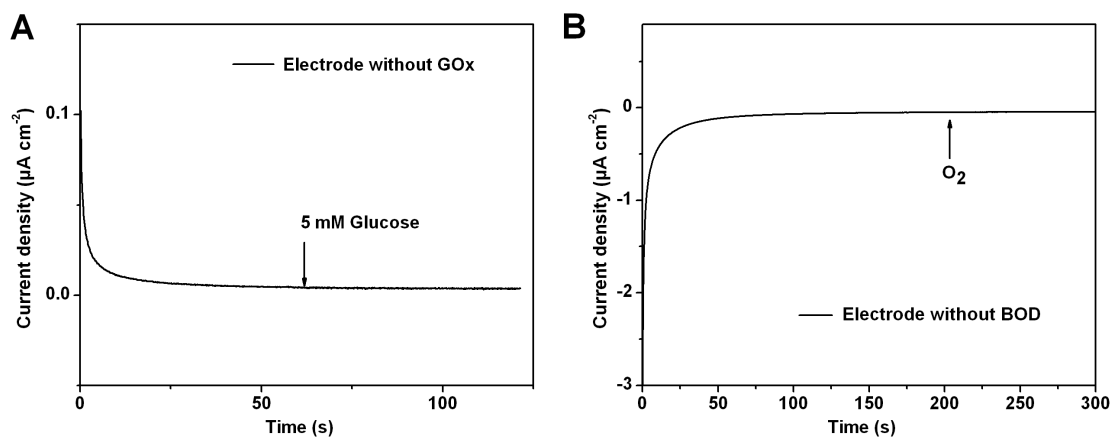 A
Electrode without GOx
0.1
0.0
5 mM Glucose
Current density (µA cm-2)
0
50
100
Time (s)
B
0
-1
-2
-3
O2
Electrode without BOD
Current density (µA cm-2)
0
50
100
150
200
250
300
Time (s)